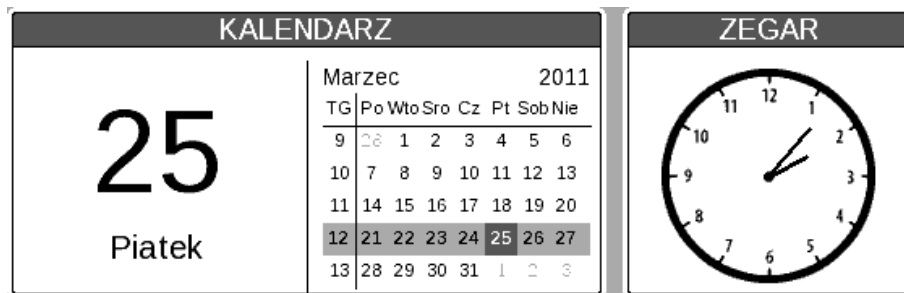 KALENDARZ
25
Piatek
Marzec 2011
TG Po Wto Sro Cz Pt Sob Nie
9 28 1 2 3 4 5 6
10 7 8 9 10 11 12 13
11 14 15 16 17 18 19 20
12 21 22 23 24 25 26 27
13 28 29 30 31 1 2 3
ZEGAR
12
1
2
3
4
5
6
7
8
9
10
11